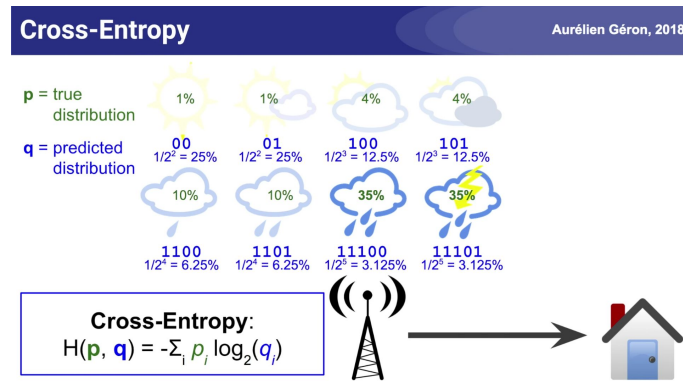 Cross-Entropy
Aurélien Géron, 2018
p = true distribution
1% 1% 4% 4%
q = predicted distribution
00 01 100 101
1/2² = 25% 1/2² = 25% 1/2³ = 12.5% 1/2³ = 12.5%
10% 10% 35% 35%
1100 1101 11100 11101
1/2⁴ = 6.25% 1/2⁴ = 6.25% 1/2⁵ = 3.125% 1/2⁵ = 3.125%
Cross-Entropy:
H(p, q) = -Σᵢ pᵢ log₂(qᵢ)